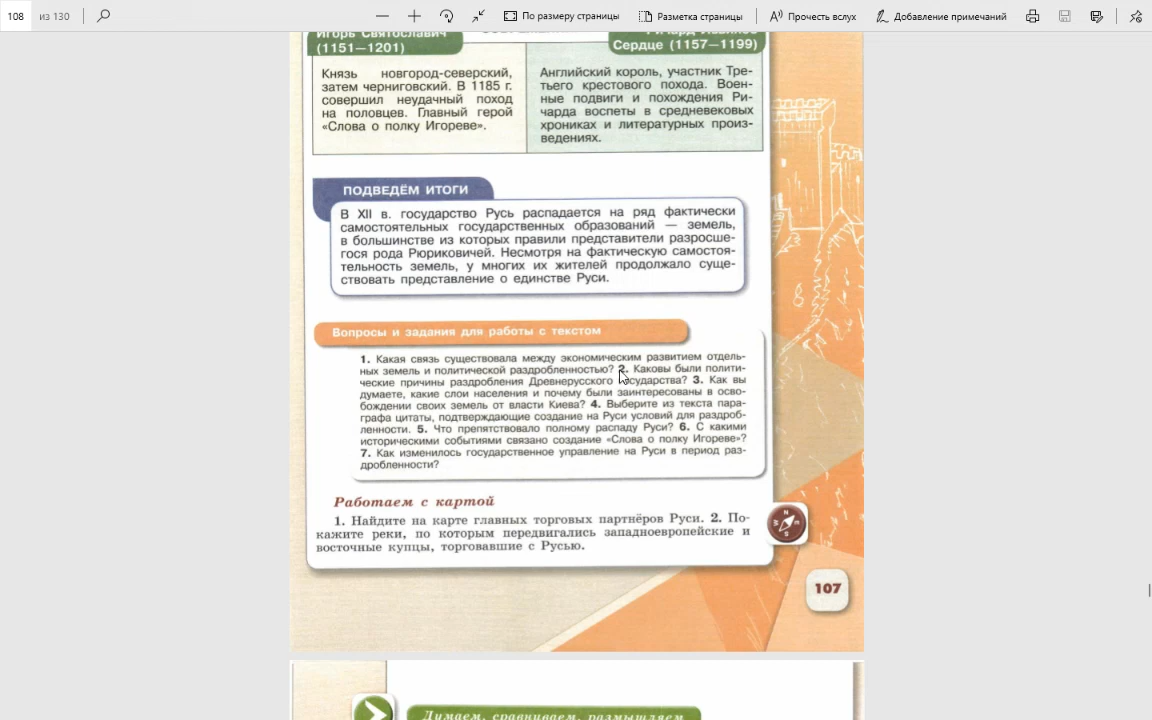 108 из 130 По размеру страницы Разметка страницы Прочесть вслух Добавление примечаний
Игорь Святославич
(1151—1201)
Сердце (1157—1199)
Князь новгород-северский,
затем черниговский. В 1185 г.
совершил неудачный поход
на половцев. Главный герой
«Слова о полку Игореве».
Английский король, участник Тре-
тьего крестового похода. Воен-
ные подвиги и похождения Ри-
чарда воспеты в средневековых
хрониках и литературных произ-
ведениях.
ПОДВЕДЁМ ИТОГИ
В XII в. государство Русь распадается на ряд фактически
самостоятельных государственных образований — земель,
в большинстве из которых правили представители разросше-
гося рода Рюриковичей. Несмотря на фактическую самостоя-
тельность земель, у многих их жителей продолжало суще-
ствовать представление о единстве Руси.
Вопросы и задания для работы с текстом
1. Какая связь существовала между экономическим развитием отдель-
ных земель и политической раздробленностью? 2. Каковы были полити-
ческие причины раздробления Древнерусского государства? 3. Как вы
думаете, какие слои населения и почему были заинтересованы в осво-
бождении своих земель от власти Киева? 4. Выберите из текста пара-
графа цитаты, подтверждающие создание на Руси условий для раздроб-
ленности. 5. Что препятствовало полному распаду Руси? 6. С какими
историческими событиями связано создание «Слова о полку Игореве»?
7. Как изменилось государственное управление на Руси в период раз-
дробленности?
Работаем с картой
1. Найдите на карте главных торговых партнёров Руси. 2. По-
кажите реки, по которым передвигались западноевропейские и
восточные купцы, торговавшие с Русью.
107
Думаем, сравниваем, размышляем